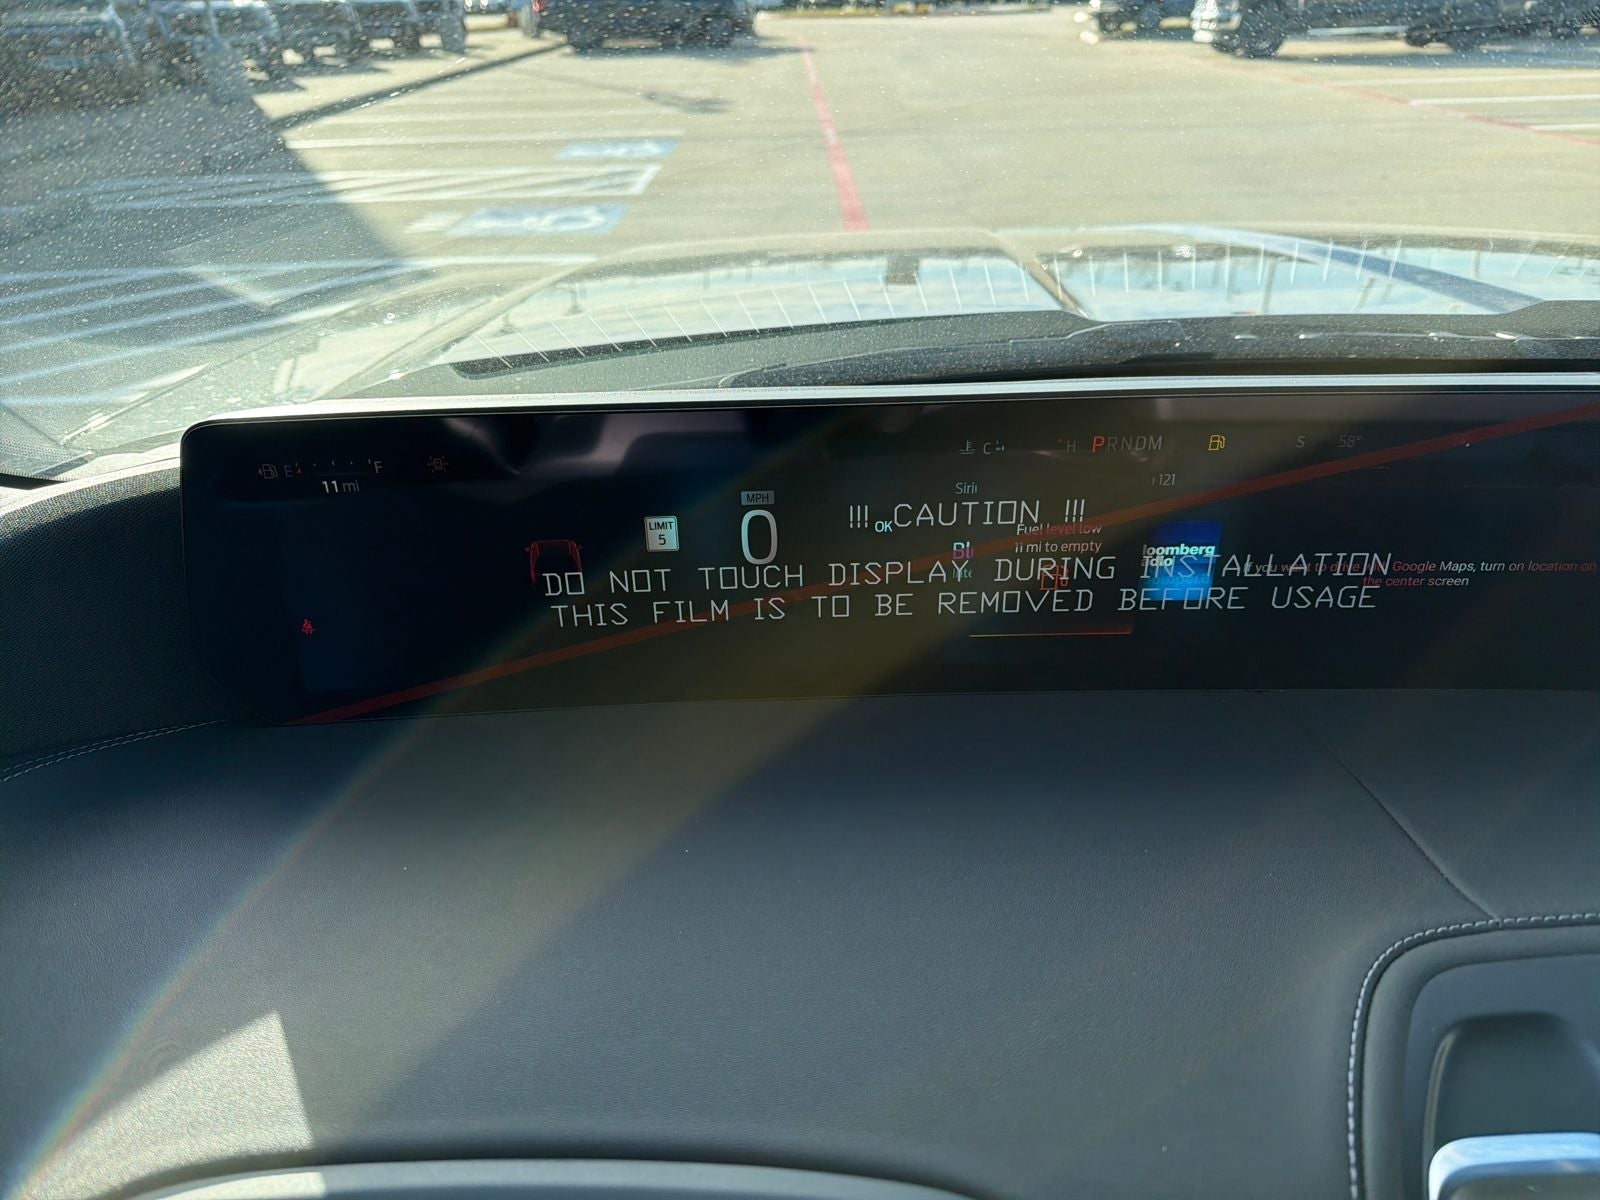 E F
11 mi
C H PRNDM S 58°
121
MPH
LIMIT
5
0
!!! CAUTION !!!
OK
Fuel level low
11 mi to empty
DO NOT TOUCH DISPLAY DURING INSTALLATION
THIS FILM IS TO BE REMOVED BEFORE USAGE
If you want to drive with Google Maps, turn on location on
the center screen